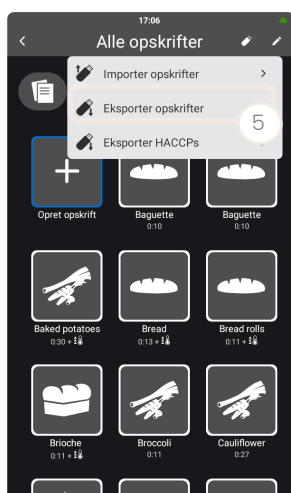 17:06
Alle opskrifter
Importer opskrifter
Eksporter opskrifter
5
Eksporter HACCPs
Opret opskrift
Baguette
0:10
Baguette
0:10
Baked potatoes
0:30 +
Bread
0:13 +
Bread rolls
0:11 +
Brioche
0:11 +
Broccoli
0:11
Cauliflower
0:27